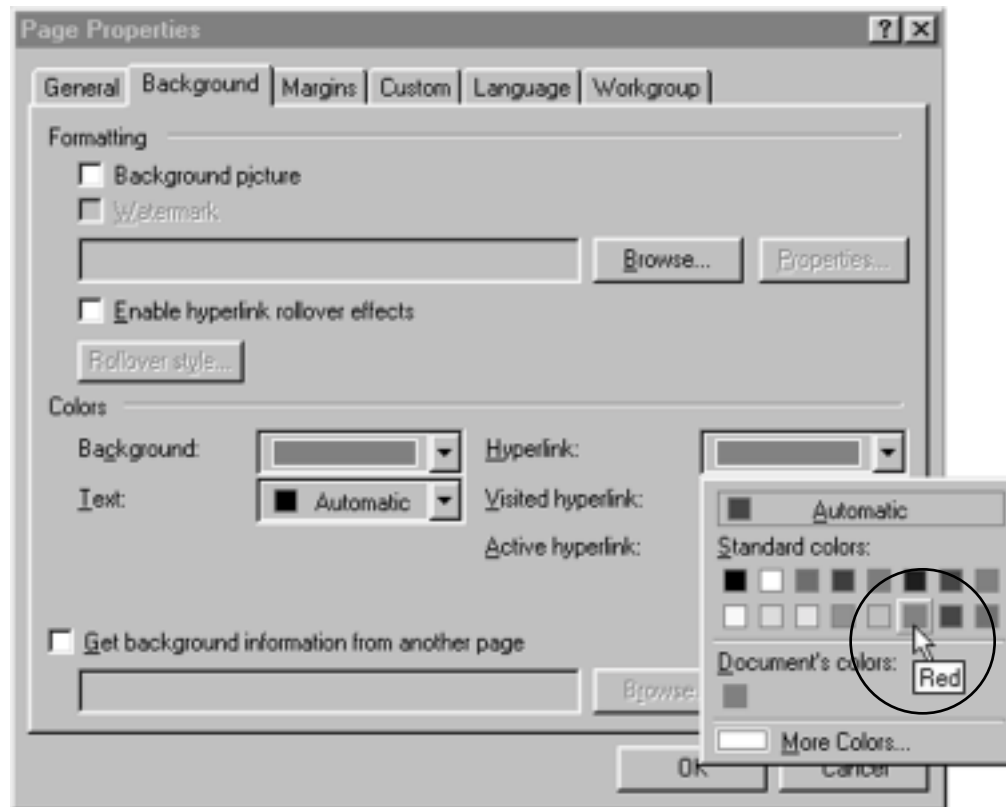 Page Properties
General Background Margins Custom Language Workgroup
Formatting
Background picture
Watermark
Browse... Properties...
Enable hyperlink rollover effects
Rollover style...
Colors
Background: Hyperlink:
Text: Automatic Visited hyperlink:
Automatic
Active hyperlink:
Standard colors:
Get background information from another page
Document's colors:
Red
Browse
More Colors...
OK Cancel